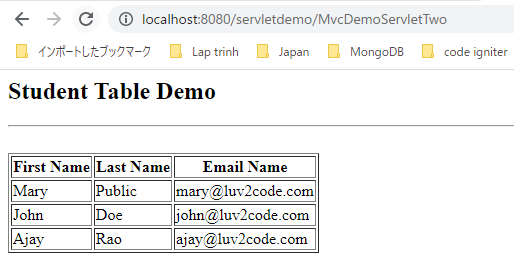 localhost:8080/servletdemo/MvcDemoServletTwo
インポートしたブックマーク Lap trinh Japan MongoDB code igniter
Student Table Demo
First Name Last Name Email Name
Mary Public mary@luv2code.com
John Doe john@luv2code.com
Ajay Rao ajay@luv2code.com